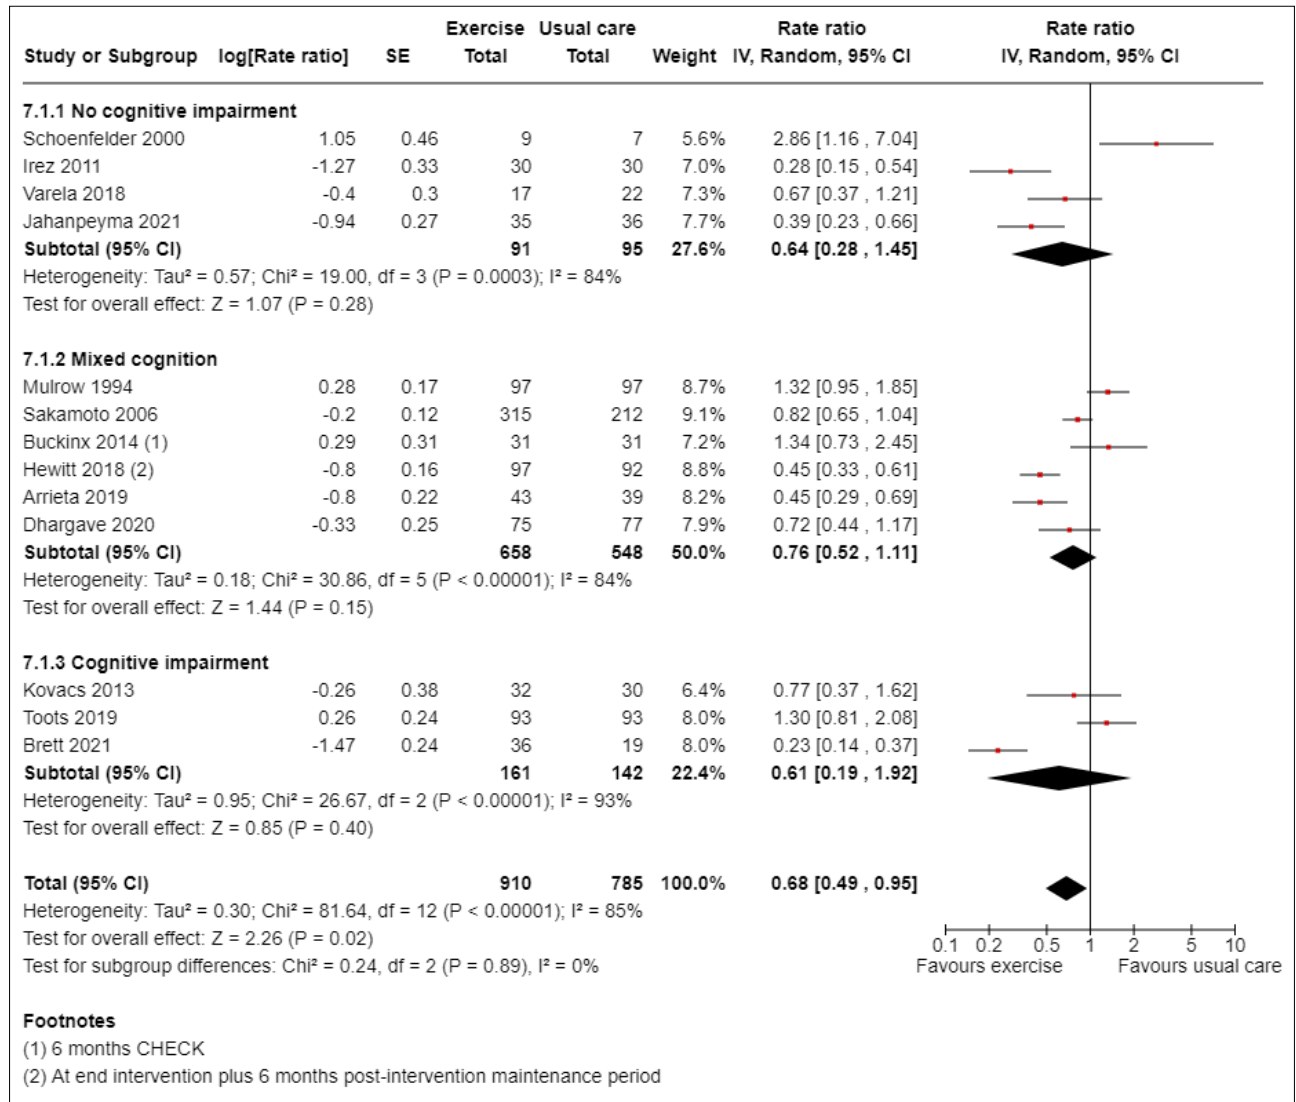 Exercise Usual care Rate ratio Rate ratio
Study or Subgroup log[Rate ratio] SE Total Total Weight IV, Random, 95% CI IV, Random, 95% CI
7.1.1 No cognitive impairment
Schoenfelder 2000 1.05 0.46 9 7 5.6% 2.86 [1.16 , 7.04]
Irez 2011 -1.27 0.33 30 30 7.0% 0.28 [0.15 , 0.54]
Varela 2018 -0.4 0.3 17 22 7.3% 0.67 [0.37 , 1.21]
Jahanpeyma 2021 -0.94 0.27 35 36 7.7% 0.39 [0.23 , 0.66]
Subtotal (95% CI) 91 95 27.6% 0.64 [0.28 , 1.45]
Heterogeneity: Tau² = 0.57; Chi² = 19.00, df = 3 (P = 0.0003); I² = 84%
Test for overall effect: Z = 1.07 (P = 0.28)
7.1.2 Mixed cognition
Mulrow 1994 0.28 0.17 97 97 8.7% 1.32 [0.95 , 1.85]
Sakamoto 2006 -0.2 0.12 315 212 9.1% 0.82 [0.65 , 1.04]
Buckinx 2014 (1) 0.29 0.31 31 31 7.2% 1.34 [0.73 , 2.45]
Hewitt 2018 (2) -0.8 0.16 97 92 8.8% 0.45 [0.33 , 0.61]
Arrieta 2019 -0.8 0.22 43 39 8.2% 0.45 [0.29 , 0.69]
Dhargave 2020 -0.33 0.25 75 77 7.9% 0.72 [0.44 , 1.17]
Subtotal (95% CI) 658 548 50.0% 0.76 [0.52 , 1.11]
Heterogeneity: Tau² = 0.18; Chi² = 30.86, df = 5 (P < 0.00001); I² = 84%
Test for overall effect: Z = 1.44 (P = 0.15)
7.1.3 Cognitive impairment
Kovacs 2013 -0.26 0.38 32 30 6.4% 0.77 [0.37 , 1.62]
Toots 2019 0.26 0.24 93 93 8.0% 1.30 [0.81 , 2.08]
Brett 2021 -1.47 0.24 36 19 8.0% 0.23 [0.14 , 0.37]
Subtotal (95% CI) 161 142 22.4% 0.61 [0.19 , 1.92]
Heterogeneity: Tau² = 0.95; Chi² = 26.67, df = 2 (P < 0.00001); I² = 93%
Test for overall effect: Z = 0.85 (P = 0.40)
Total (95% CI) 910 785 100.0% 0.68 [0.49 , 0.95]
Heterogeneity: Tau² = 0.30; Chi² = 81.64, df = 12 (P < 0.00001); I² = 85%
Test for overall effect: Z = 2.26 (P = 0.02)
Test for subgroup differences: Chi² = 0.24, df = 2 (P = 0.89), I² = 0%
0.1 0.2 0.5 1 2 5 10
Favours exercise Favours usual care
Footnotes
(1) 6 months CHECK
(2) At end intervention plus 6 months post-intervention maintenance period